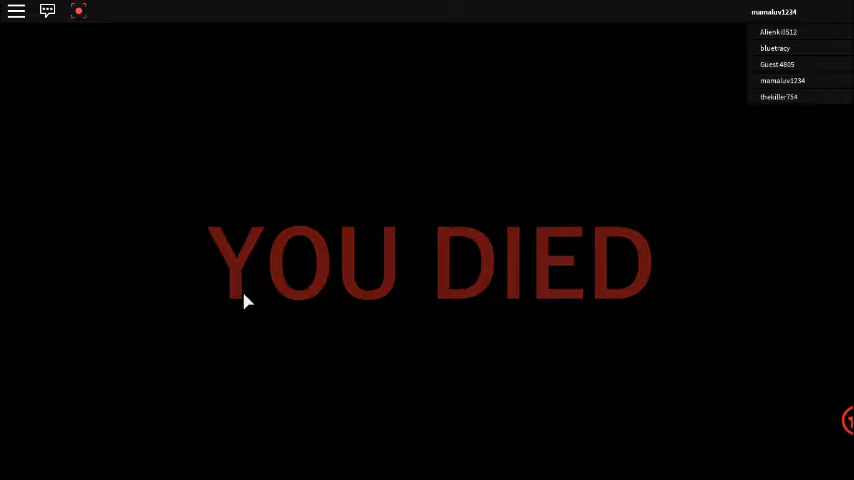 mamaluv1234
Alienkill512
bluetracy
Guest 4805
mamaluv1234
thekiller754
YOU DIED